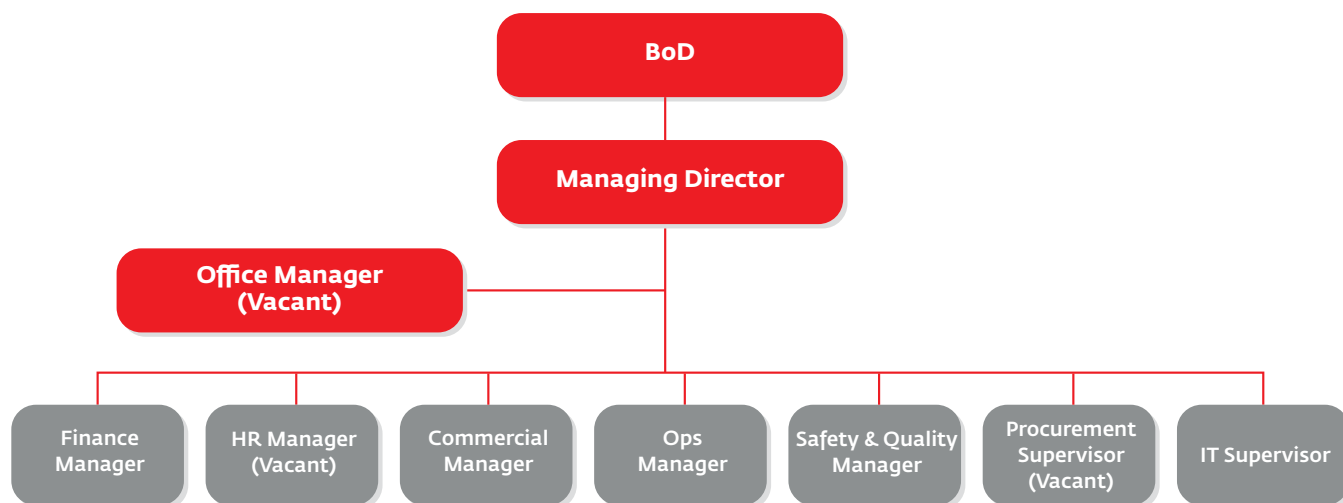 BoD
Managing Director
Office Manager
(Vacant)
Finance
Manager
HR Manager
(Vacant)
Commercial
Manager
Ops
Manager
Safety & Quality
Manager
Procurement
Supervisor
(Vacant)
IT Supervisor